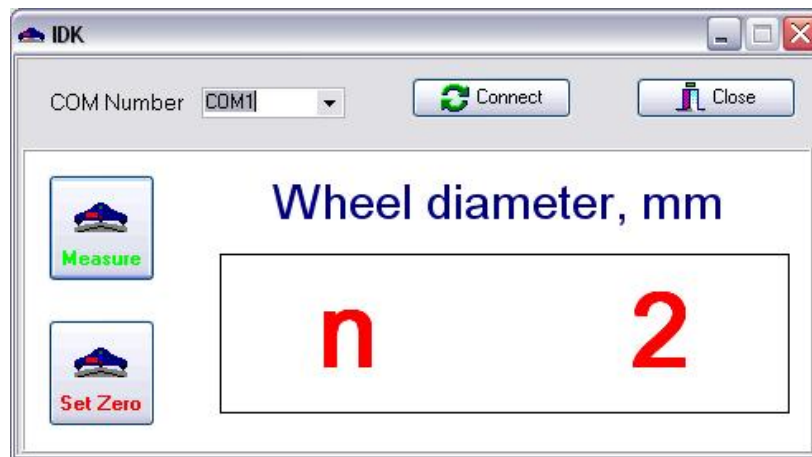 IDK
COM Number COM1 Connect Close
Wheel diameter, mm
Measure
n 2
Set Zero